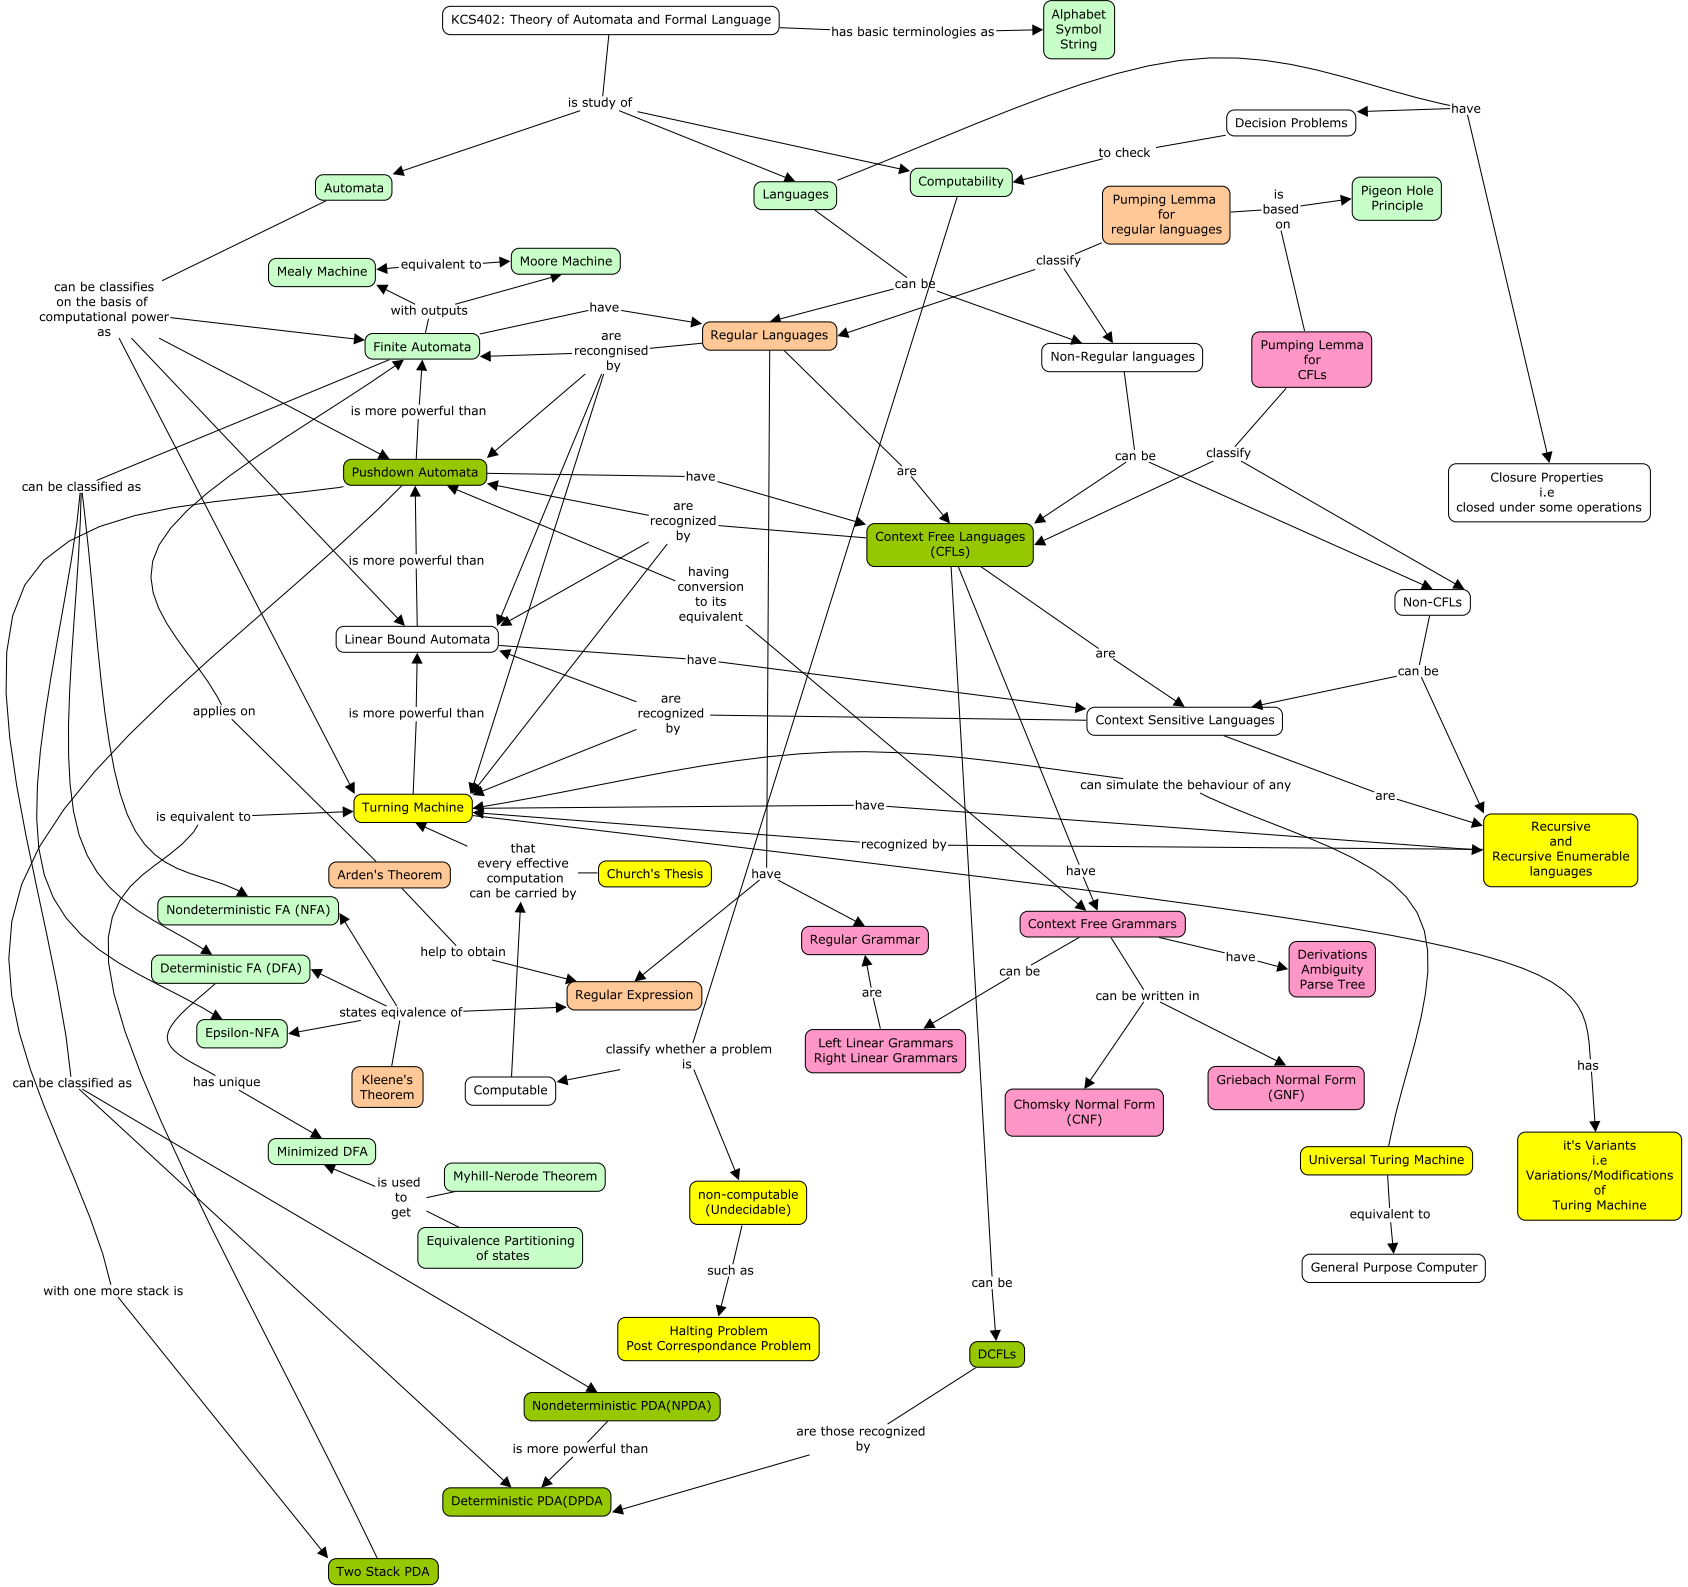 KCS402: Theory of Automata and Formal Language
has basic terminologies as
Alphabet
Symbol
String
is study of
have
Decision Problems
to check
Automata
Languages
Computability
Pumping Lemma
for
regular languages
is
based
on
Pigeon Hole
Principle
Mealy Machine
equivalent to
Moore Machine
classify
can be classifies
on the basis of
computational power
as
can be
with outputs
have
Finite Automata
are
recongnised
by
Regular Languages
Non-Regular languages
Pumping Lemma
for
CFLs
is more powerful than
Pushdown Automata
have
are
can be
classify
can be classified as
Closure Properties
i.e
closed under some operations
are
recognized
by
Context Free Languages
(CFLs)
is more powerful than
having
conversion
to its
equivalent
Non-CFLs
Linear Bound Automata
have
are
can be
applies on
is more powerful than
are
recognized
by
Context Sensitive Languages
can simulate the behaviour of any
are
Turning Machine
have
is equivalent to
recognized by
Recursive
and
Recursive Enumerable
languages
that
every effective
computation
can be carried by
Church's Thesis
Arden's Theorem
have
have
Nondeterministic FA (NFA)
Context Free Grammars
Regular Grammar
help to obtain
have
Derivations
Ambiguity
Parse Tree
Deterministic FA (DFA)
can be
are
Regular Expression
can be written in
states eqivalence of
Epsilon-NFA
Left Linear Grammars
Right Linear Grammars
classify whether a problem
is
has
can be classified as
has unique
Kleene's
Theorem
Computable
Chomsky Normal Form
(CNF)
Griebach Normal Form
(GNF)
Minimized DFA
Myhill-Nerode Theorem
is used
to
get
non-computable
(Undecidable)
Universal Turing Machine
it's Variants
i.e
Variations/Modifications
of
Turing Machine
equivalent to
Equivalence Partitioning
of states
such as
General Purpose Computer
with one more stack is
can be
Halting Problem
Post Correspondance Problem
DCFLs
Nondeterministic PDA(NPDA)
are those recognized
by
is more powerful than
Deterministic PDA(DPDA
Two Stack PDA